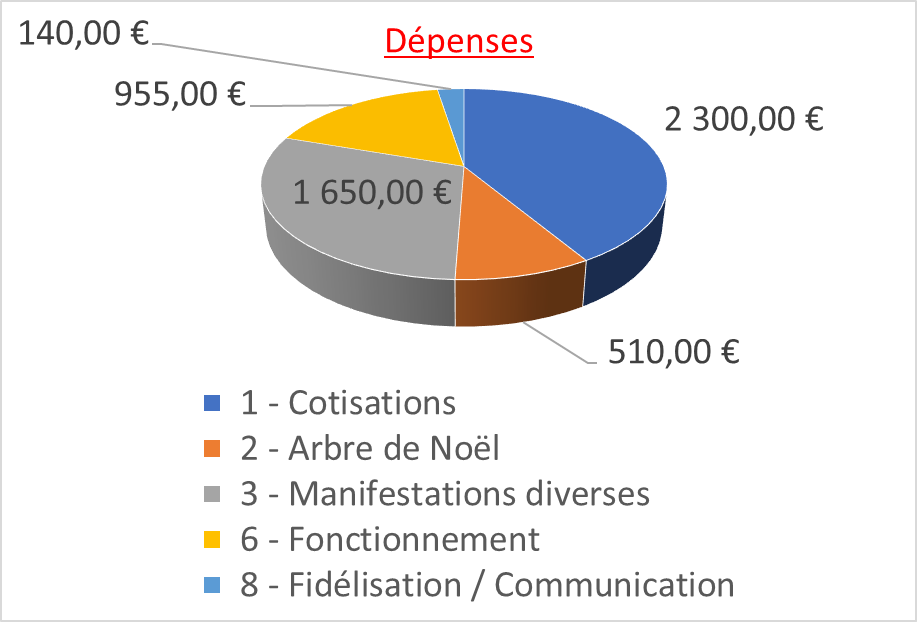 Dépenses
140,00 €
955,00 €
2 300,00 €
1 650,00 €
510,00 €
1 - Cotisations
2 - Arbre de Noël
3 - Manifestations diverses
6 - Fonctionnement
8 - Fidélisation / Communication